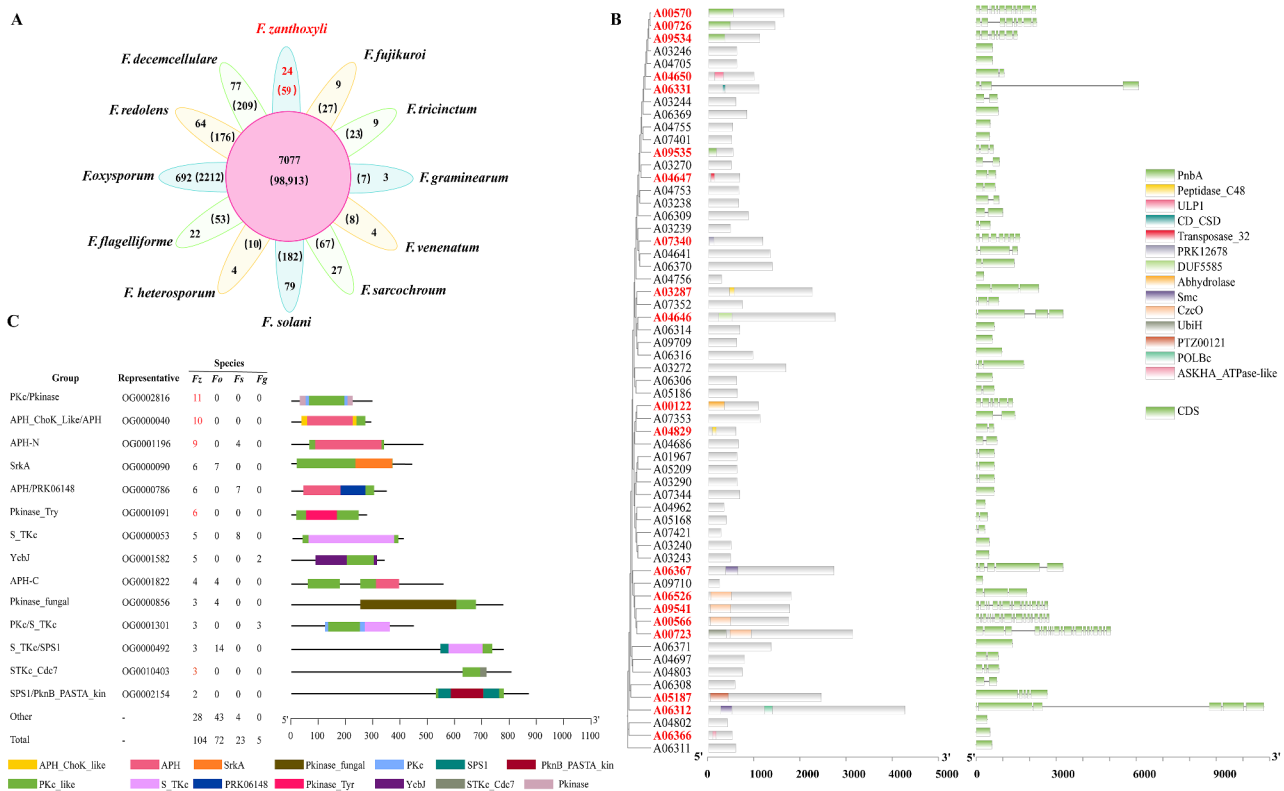 A
F. zanthoxyli
F. decemcellulare
F. fujikuroi
24
(59)
77
(209)
9
(27)
F. redolens
F. tricinctum
64
(176)
9
(23)
7077
(98,913)
F.oxysporum
692 (2212)
(7) 3
F. graminearum
(53)
22
(8)
4
F. flagelliforme
F. venenatum
(10)
4
(182)
79
(67)
27
F. heterosporum
F. sarcochroum
F. solani
B
A00570
A00726
A09534
A03246
A04705
A04650
A06331
A03244
A06369
A04755
A07401
A09535
A03270
A04647
A04753
A03238
A06309
A03239
A07340
A04641
A06370
A04756
A03287
A07352
A04646
A06314
A09709
A06316
A03272
A06306
A05186
A00122
A07353
A04829
A04686
A01967
A05209
A03290
A07344
A04962
A05168
A07421
A03240
A03243
A06367
A09710
A06526
A09541
A00566
A00723
A06371
A04697
A04803
A06308
A05187
A06312
A04802
A06366
A06311
5' 3'
0 1000 2000 3000 4000 5000
5' 3'
0 3000 6000 9000
PnbA
Peptidase_C48
ULP1
CD_CSD
Transposase_32
PRK12678
DUF5585
Abhydrolase
Smc
CzcO
UbiH
PTZ00121
POLBc
ASKHA_ATPase-like
CDS
C
Species
Group Representative Fz Fo Fs Fg
PKc/Pkinase OG0002816 11 0 0 0
APH_ChoK_Like/APH OG0000040 10 0 0 0
APH-N OG0001196 9 0 4 0
SrkA OG0000090 6 7 0 0
APH/PRK06148 OG0000786 6 0 7 0
Pkinase_Try OG0001091 6 0 0 0
S_TKc OG0000053 5 0 8 0
YcbJ OG0001582 5 0 0 2
APH-C OG0001822 4 4 0 0
Pkinase_fungal OG0000856 3 4 0 0
PKc/S_TKc OG0001301 3 0 0 3
S_TKc/SPS1 OG0000492 3 14 0 0
STKc_Cdc7 OG0010403 3 0 0 0
SPS1/PknB_PASTA_kin OG0002154 2 0 0 0
Other - 28 43 4 0
Total - 104 72 23 5
5' 3'
0 100 200 300 400 500 600 700 800 900 1000 1100
APH_ChoK_like APH SrkA Pkinase_fungal PKc SPS1 PknB_PASTA_kin
PKc_like S_TKc PRK06148 Pkinase_Tyr YcbJ STKc_Cdc7 Pkinase